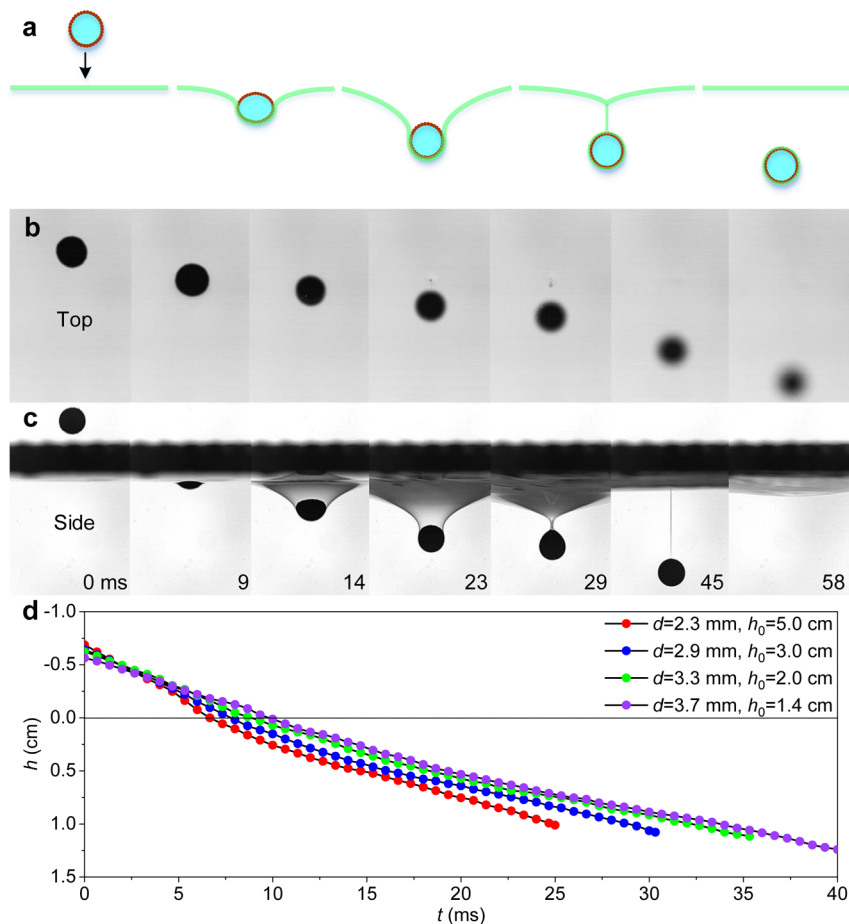 a
b
Top
c
Side
0 ms 9 14 23 29 45 58
d
d=2.3 mm, h₀=5.0 cm
d=2.9 mm, h₀=3.0 cm
d=3.3 mm, h₀=2.0 cm
d=3.7 mm, h₀=1.4 cm
-1.0
-0.5
0.0
0.5
1.0
1.5
h (cm)
0 5 10 15 20 25 30 35 40
t (ms)